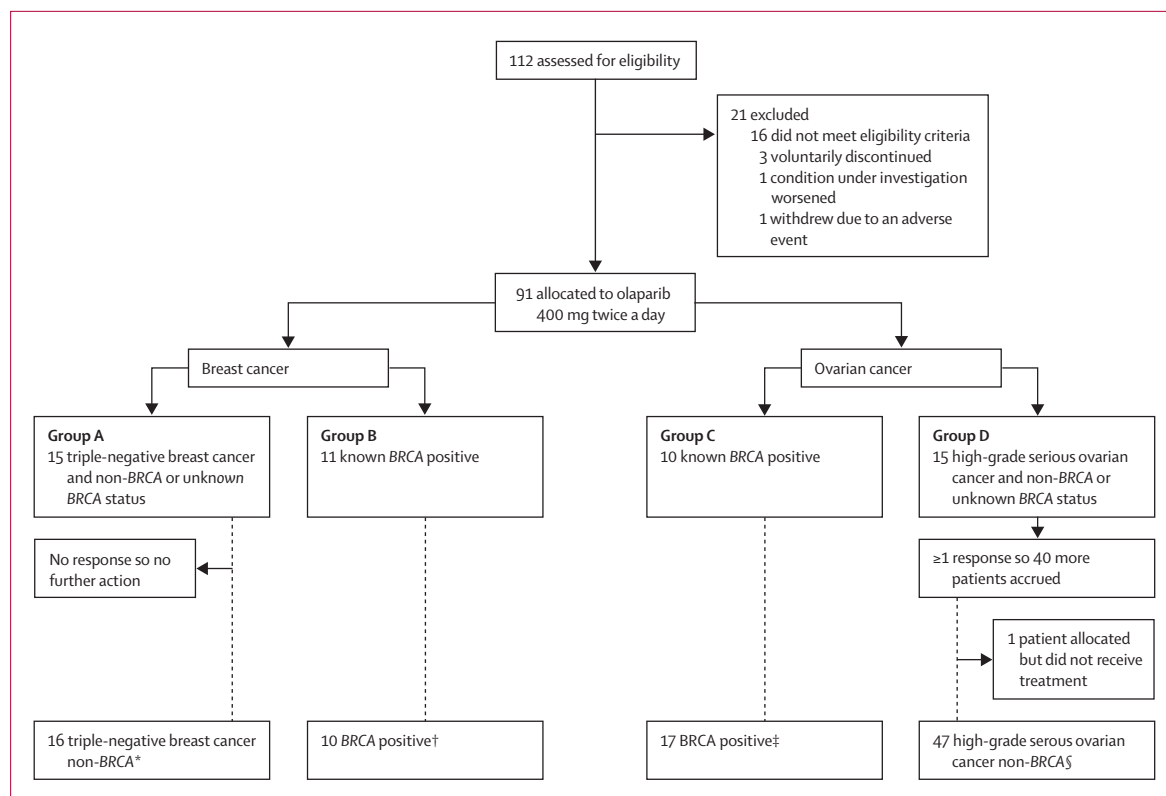 112 assessed for eligibility
21 excluded
16 did not meet eligibility criteria
3 voluntarily discontinued
1 condition under investigation
worsened
1 withdrew due to an adverse
event
91 allocated to olaparib
400 mg twice a day
Breast cancer
Ovarian cancer
Group A
15 triple-negative breast cancer
and non-BRCA or unknown
BRCA status
Group B
11 known BRCA positive
Group C
10 known BRCA positive
Group D
15 high-grade serous ovarian
cancer and non-BRCA or
unknown BRCA status
No response so no
further action
≥1 response so 40 more
patients accrued
1 patient allocated
but did not receive
treatment
16 triple-negative breast cancer
non-BRCA*
10 BRCA positive†
17 BRCA positive‡
47 high-grade serous ovarian
cancer non-BRCA§